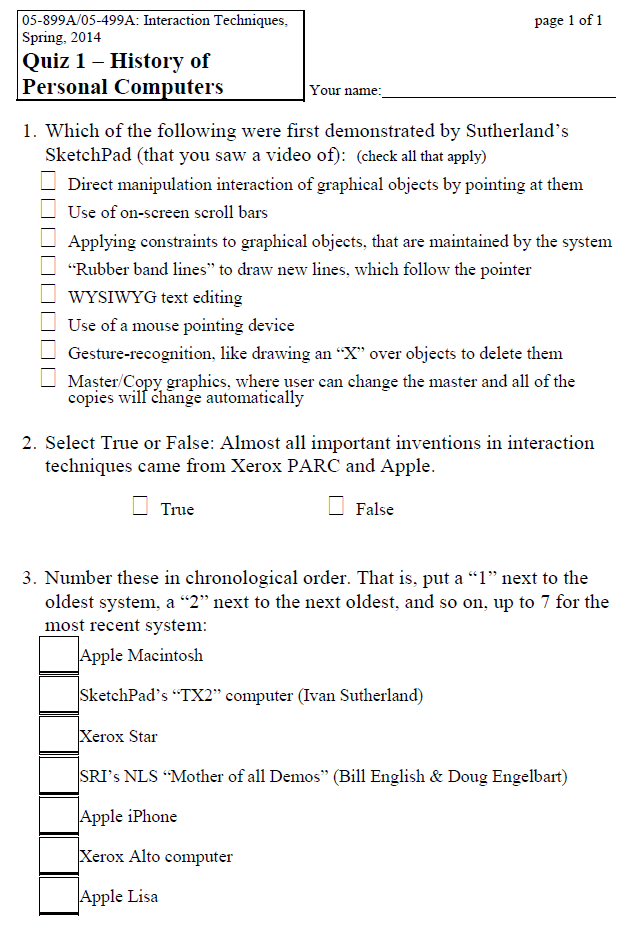 05-899A/05-499A: Interaction Techniques,
Spring, 2014
page 1 of 1
Quiz 1 – History of
Personal Computers
Your name:
1. Which of the following were first demonstrated by Sutherland's
SketchPad (that you saw a video of): (check all that apply)
Direct manipulation interaction of graphical objects by pointing at them
Use of on-screen scroll bars
Applying constraints to graphical objects, that are maintained by the system
“Rubber band lines” to draw new lines, which follow the pointer
WYSIWYG text editing
Use of a mouse pointing device
Gesture-recognition, like drawing an “X” over objects to delete them
Master/Copy graphics, where user can change the master and all of the
copies will change automatically
2. Select True or False: Almost all important inventions in interaction
techniques came from Xerox PARC and Apple.
True False
3. Number these in chronological order. That is, put a “1” next to the
oldest system, a “2” next to the next oldest, and so on, up to 7 for the
most recent system:
Apple Macintosh
SketchPad's “TX2” computer (Ivan Sutherland)
Xerox Star
SRI's NLS “Mother of all Demos” (Bill English & Doug Engelbart)
Apple iPhone
Xerox Alto computer
Apple Lisa